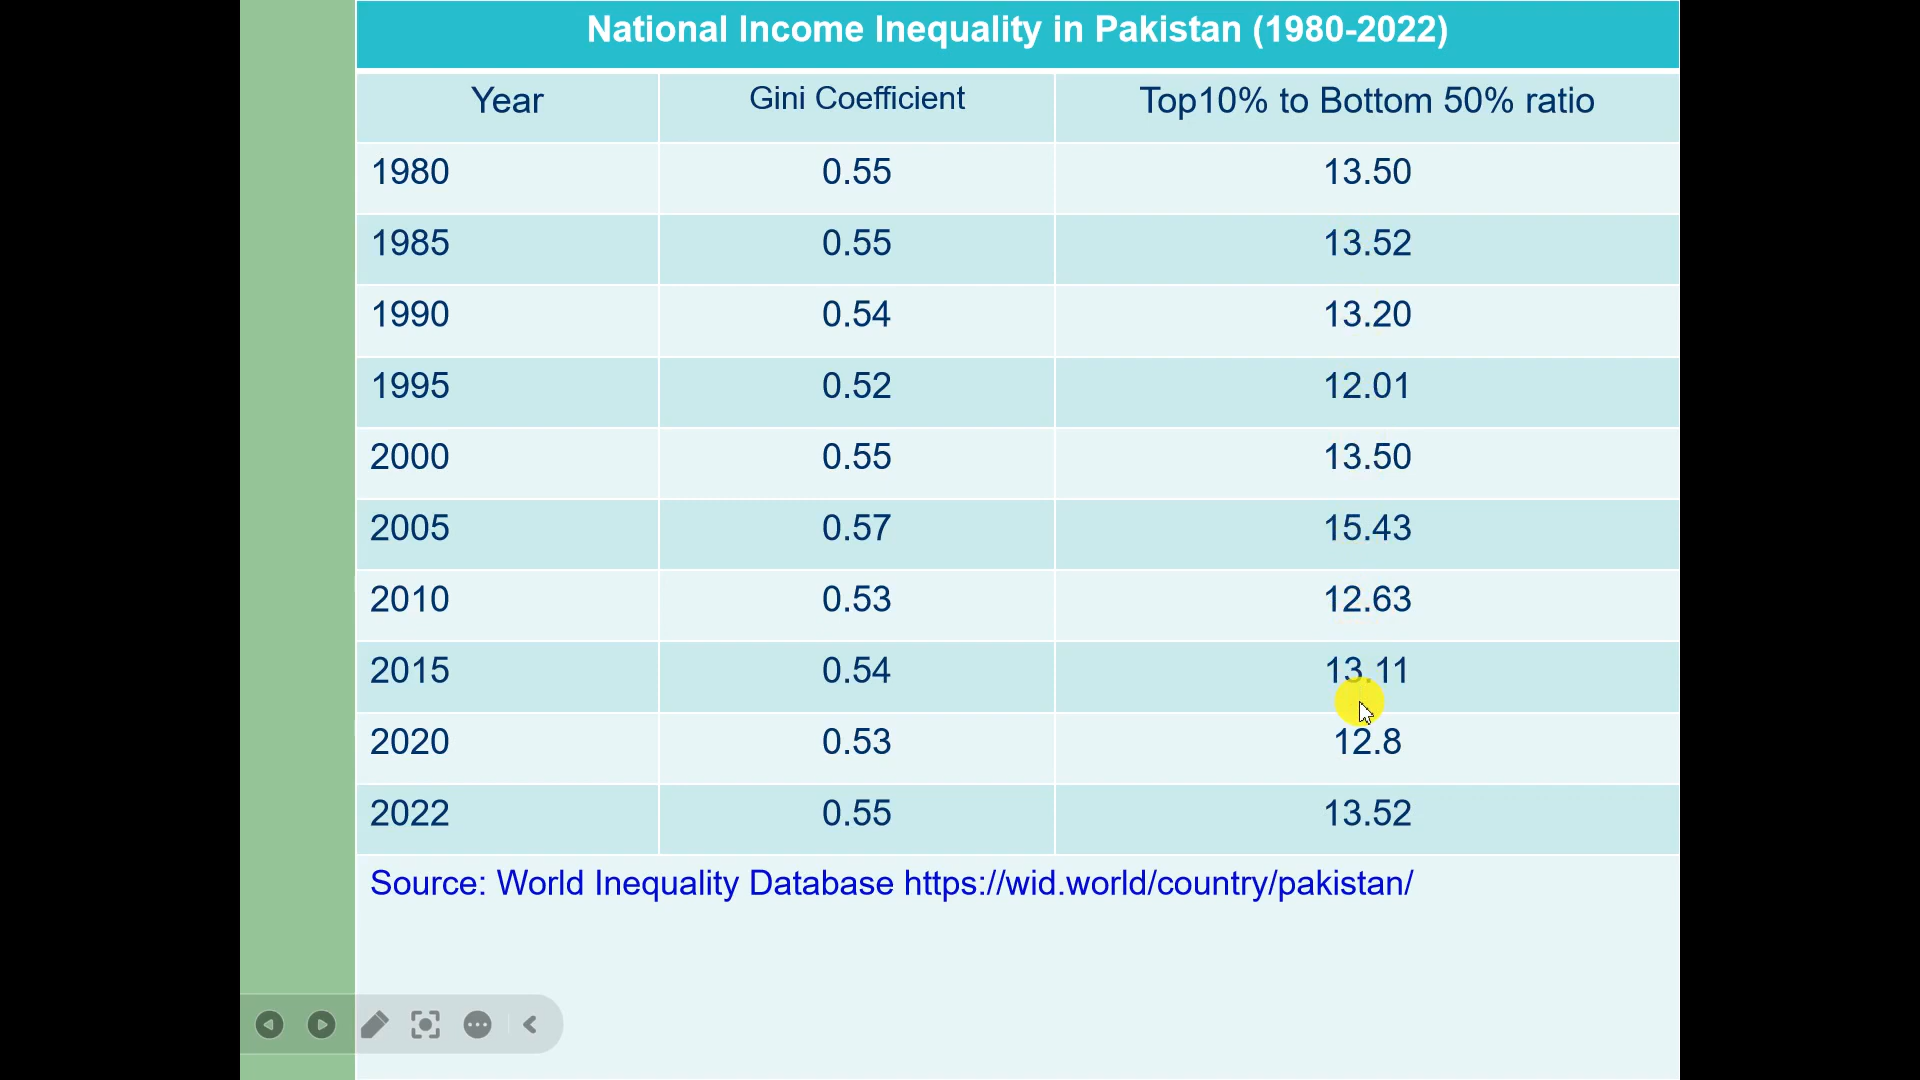 National Income Inequality in Pakistan (1980-2022)
Year Gini Coefficient Top10% to Bottom 50% ratio
1980 0.55 13.50
1985 0.55 13.52
1990 0.54 13.20
1995 0.52 12.01
2000 0.55 13.50
2005 0.57 15.43
2010 0.53 12.63
2015 0.54 13.11
2020 0.53 12.8
2022 0.55 13.52
Source: World Inequality Database https://wid.world/country/pakistan/